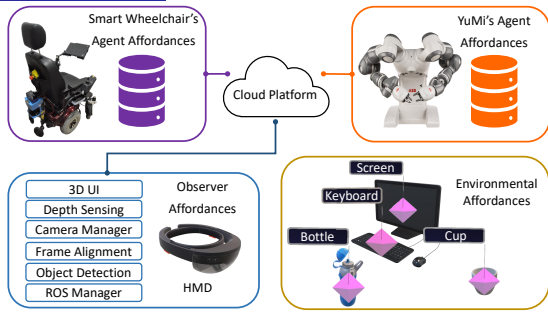 Smart Wheelchair's
Agent Affordances
YuMi's Agent
Affordances
Cloud Platform
3D UI
Depth Sensing
Camera Manager
Frame Alignment
Object Detection
ROS Manager
Observer
Affordances
HMD
Screen
Keyboard
Bottle
Cup
Environmental
Affordances